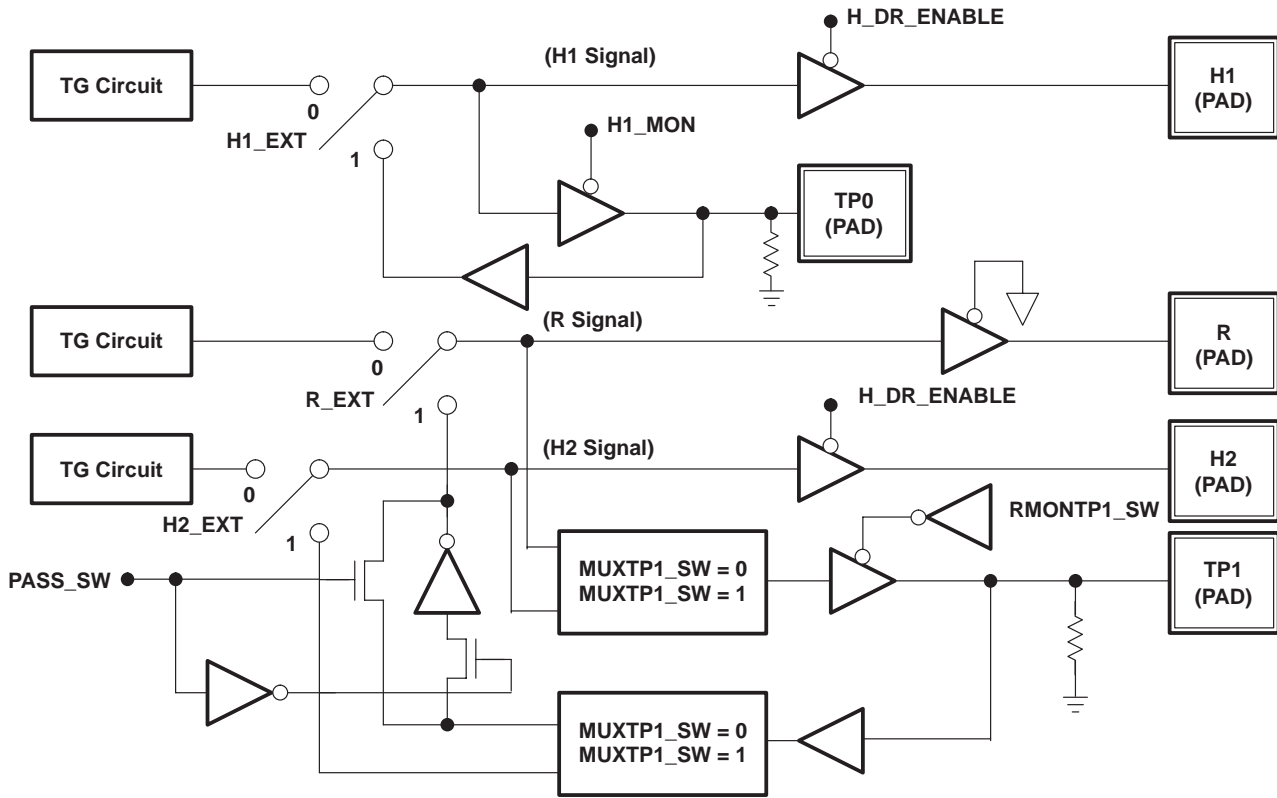 H_DR_ENABLE
TG Circuit
(H1 Signal)
H1
(PAD)
0
H1_EXT
1
H1_MON
TP0
(PAD)
TG Circuit
(R Signal)
R
(PAD)
0
R_EXT
1
H_DR_ENABLE
TG Circuit
(H2 Signal)
H2
(PAD)
0
H2_EXT
1
RMONTP1_SW
PASS_SW
MUXTP1_SW = 0
MUXTP1_SW = 1
TP1
(PAD)
MUXTP1_SW = 0
MUXTP1_SW = 1